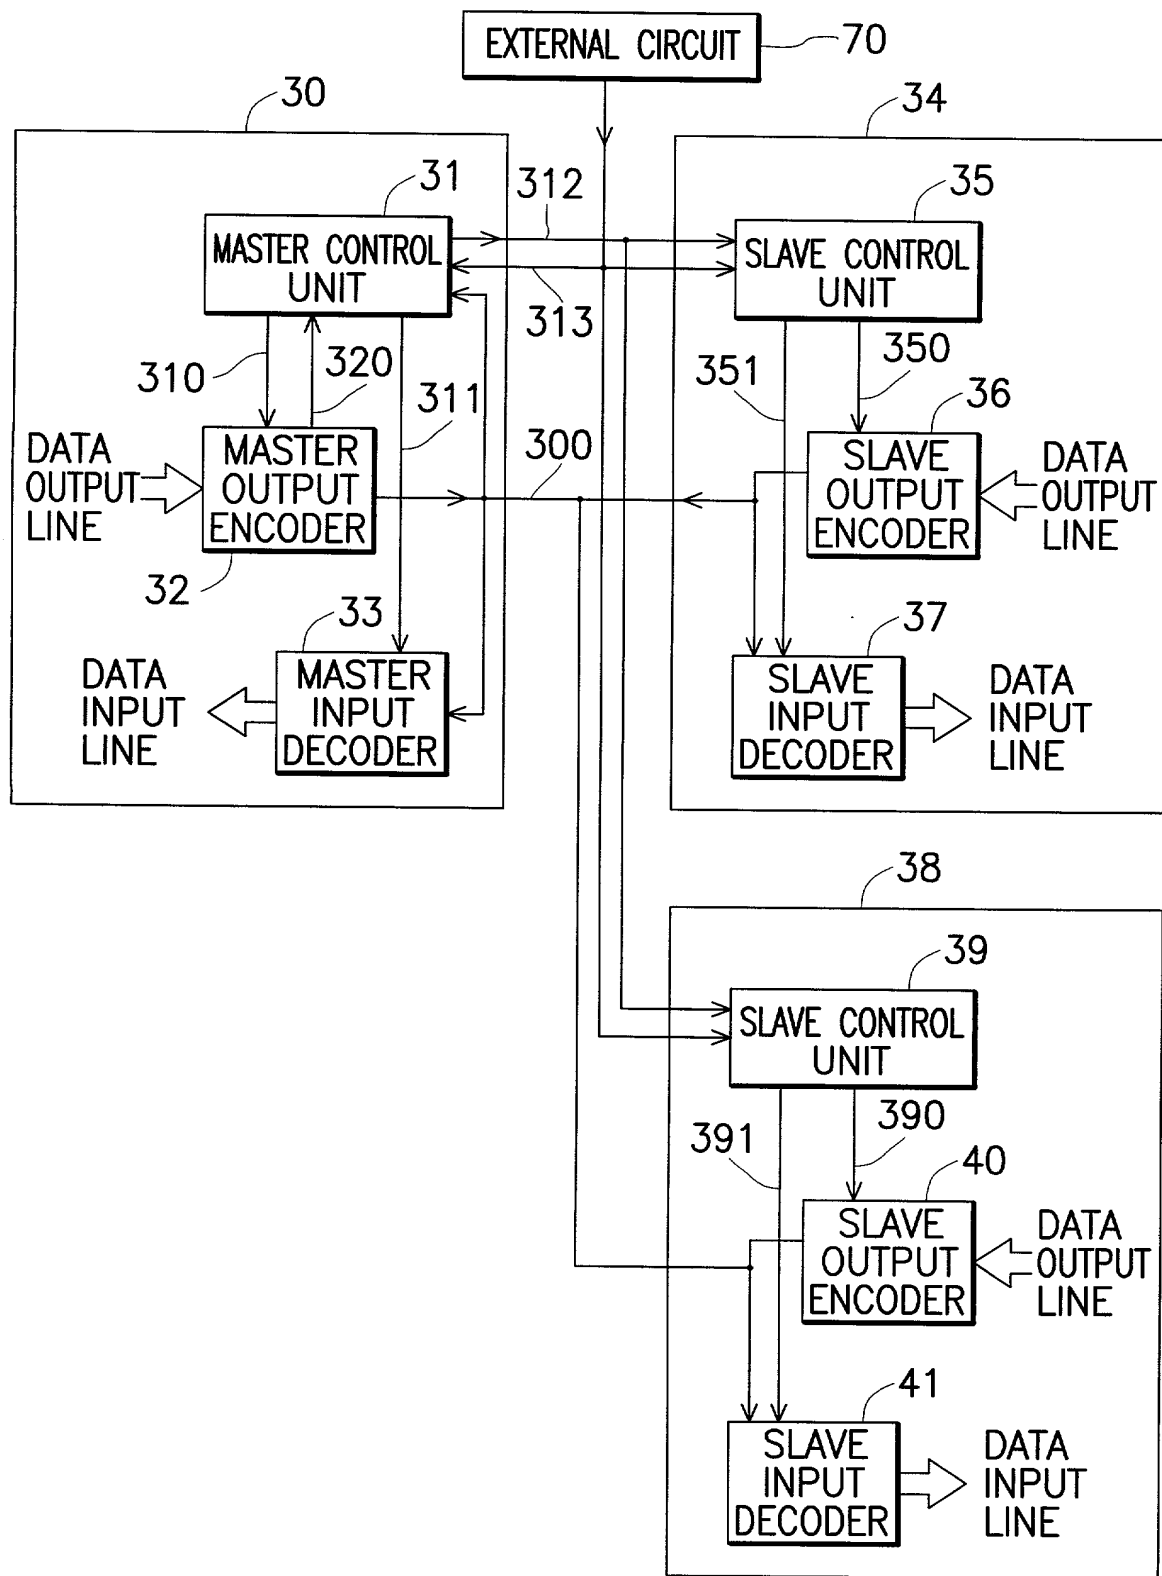 EXTERNAL CIRCUIT
70
30
34
31
312
35
MASTER CONTROL
UNIT
SLAVE CONTROL
UNIT
313
310
320
311
351
350
36
DATA
OUTPUT
LINE
MASTER
OUTPUT
ENCODER
300
SLAVE
OUTPUT
ENCODER
DATA
OUTPUT
LINE
32
33
37
DATA
INPUT
LINE
MASTER
INPUT
DECODER
SLAVE
INPUT
DECODER
DATA
INPUT
LINE
38
39
SLAVE CONTROL
UNIT
391
390
40
SLAVE
OUTPUT
ENCODER
DATA
OUTPUT
LINE
41
SLAVE
INPUT
DECODER
DATA
INPUT
LINE